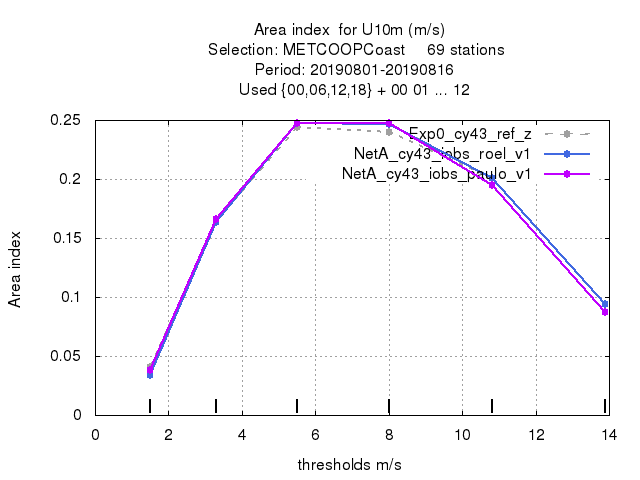 Area index for U10m (m/s)
Selection: METCOOPCoast 69 stations
Period: 20190801-20190816
Used {00,06,12,18} + 00 01 ... 12
0.25
0.2
0.15
0.1
0.05
0
Area index
Exp0_cy43_ref_z
NetA_cy43_iobs_roel_v1
NetA_cy43_iobs_paulo_v1
0 2 4 6 8 10 12 14
thresholds m/s